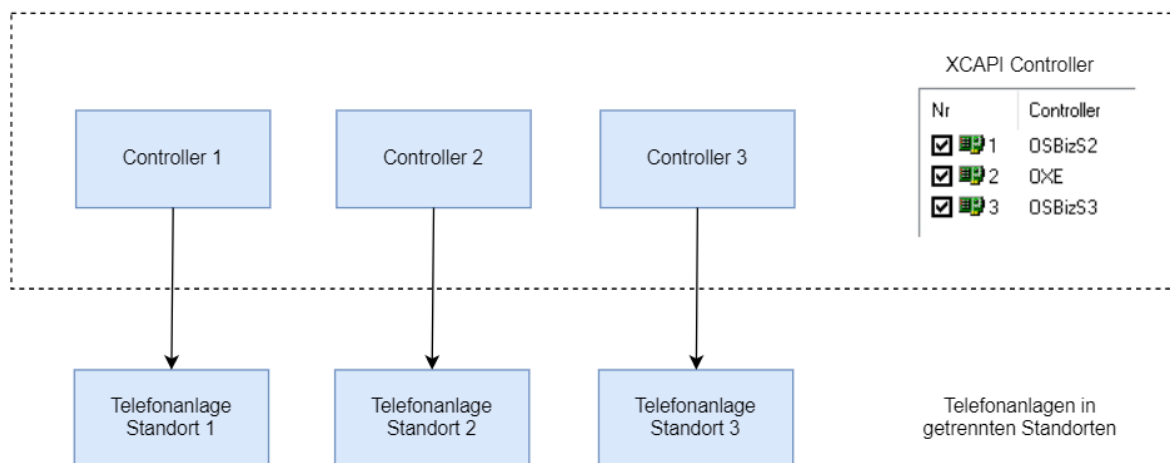 XCAPI Controller
Nr Controller
1 OSBizS2
2 OXE
3 OSBizS3
Controller 1
Controller 2
Controller 3
Telefonanlage
Standort 1
Telefonanlage
Standort 2
Telefonanlage
Standort 3
Telefonanlagen in
getrennten Standorten